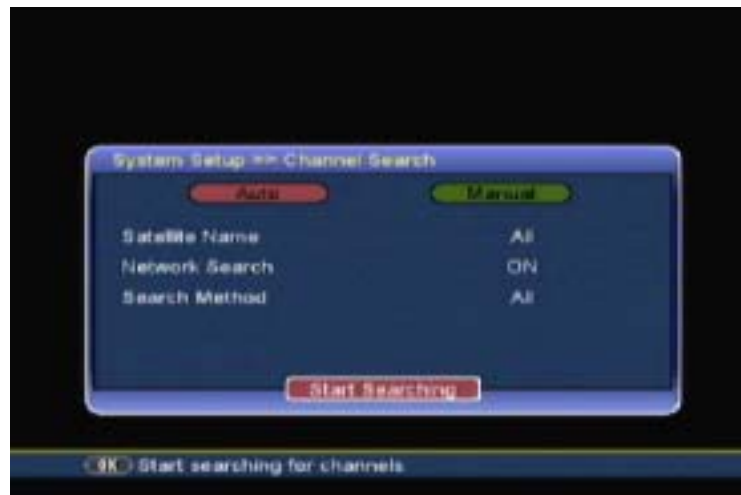 System Setup => Channel Search
Auto Manual
Satellite Name All
Network Search ON
Search Method All
Start Searching
OK Start searching for channels